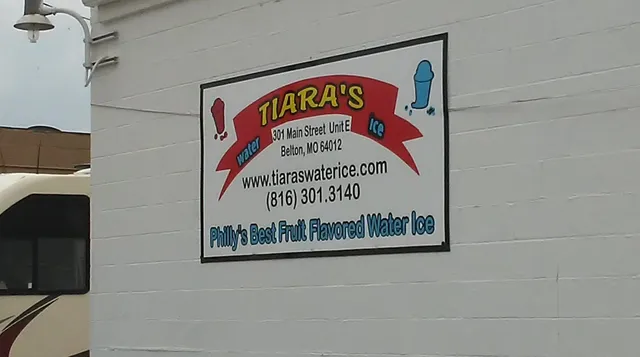 TIARA'S
water ice
301 Main Street Unit E
Belton, MO 64012
www.tiaraswaterice.com
(816) 301.3140
Philly's Best Fruit Flavored Water Ice